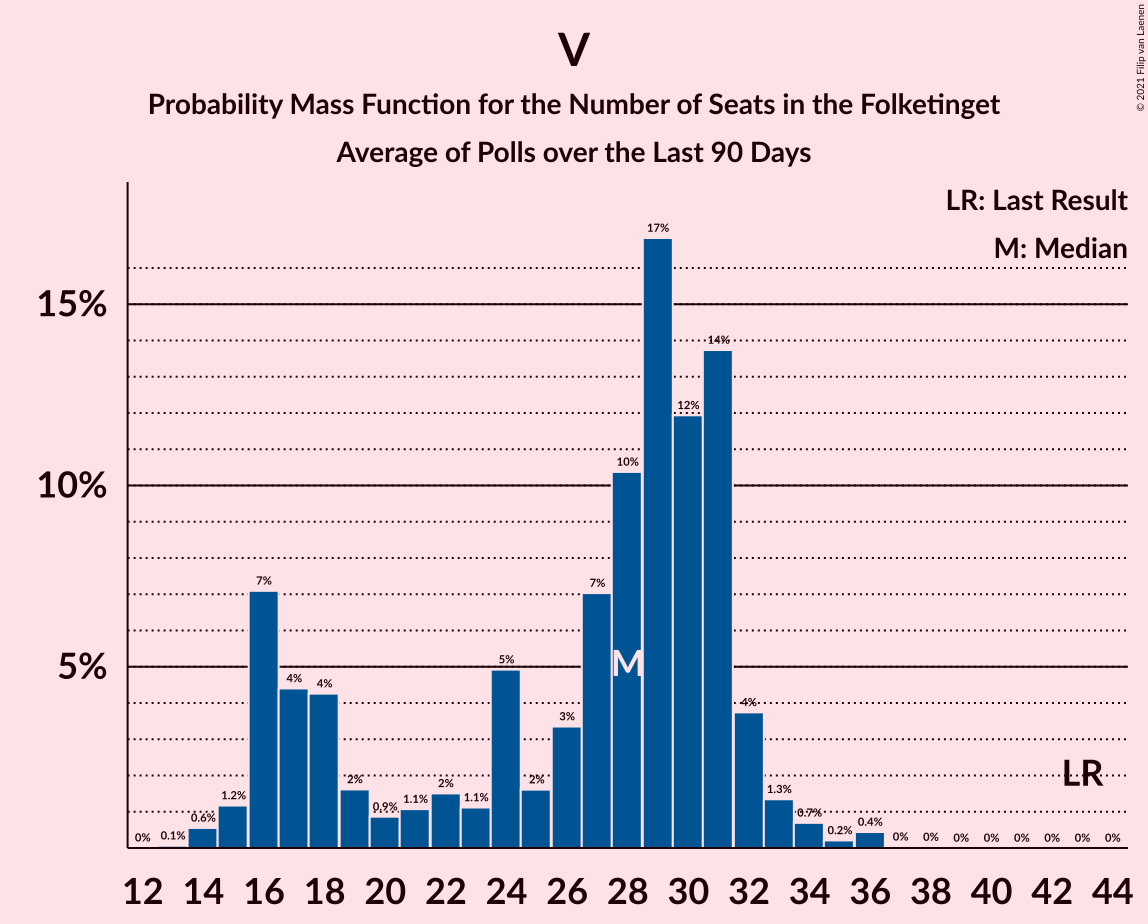 © 2021 Filip van Laenen
V
Probability Mass Function for the Number of Seats in the Folketinget
Average of Polls over the Last 90 Days
LR: Last Result
M: Median
15%
10%
5%
0% 0.1% 0.6% 1.2% 7% 4% 4% 2% 0.9% 1.1% 2% 1.1% 5% 2% 3% 7% 10% 17% 12% 14% 4% 1.3% 0.7% 0.2% 0.4% 0% 0% 0% 0% 0% 0% 0% 0%
M
LR
12 14 16 18 20 22 24 26 28 30 32 34 36 38 40 42 44